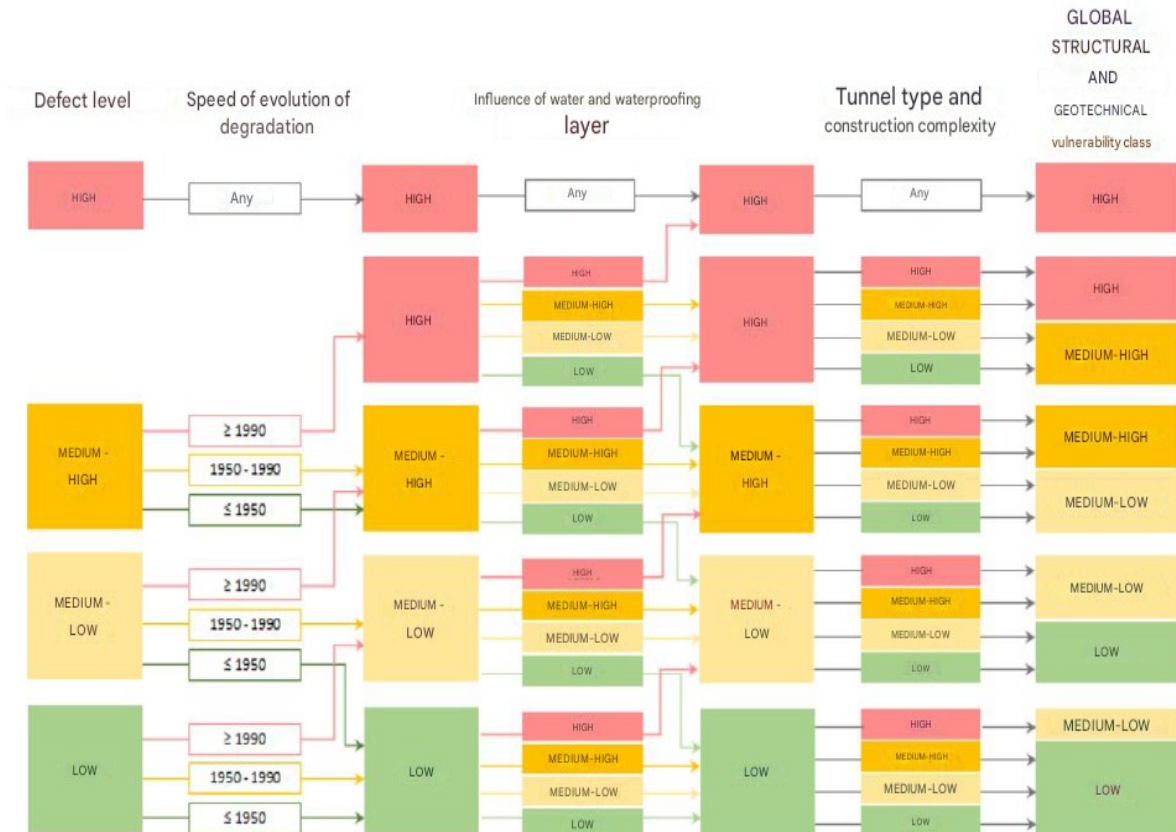 GLOBAL
STRUCTURAL
AND
GEOTECHNICAL
vulnerability class
Defect level
Speed of evolution of
degradation
Influence of water and waterproofing
layer
Tunnel type and
construction complexity
HIGH
Any
HIGH
Any
HIGH
Any
HIGH
HIGH
HIGH
MEDIUM-HIGH
MEDIUM-LOW
LOW
HIGH
HIGH
MEDIUM-HIGH
MEDIUM-LOW
LOW
HIGH
MEDIUM-HIGH
MEDIUM -
HIGH
≥ 1990
1950-1990
≤ 1950
MEDIUM -
HIGH
HIGH
MEDIUM-HIGH
MEDIUM-LOW
LOW
MEDIUM -
HIGH
HIGH
MEDIUM-HIGH
MEDIUM-LOW
LOW
MEDIUM-HIGH
MEDIUM-LOW
MEDIUM -
LOW
≥ 1990
1950-1990
≤ 1950
MEDIUM -
LOW
HIGH
MEDIUM-HIGH
MEDIUM-LOW
LOW
MEDIUM -
LOW
HIGH
MEDIUM-HIGH
MEDIUM-LOW
LOW
MEDIUM-LOW
LOW
LOW
≥ 1990
1950-1990
≤ 1950
LOW
HIGH
MEDIUM-HIGH
MEDIUM-LOW
LOW
LOW
HIGH
MEDIUM-HIGH
MEDIUM-LOW
LOW
MEDIUM-LOW
LOW